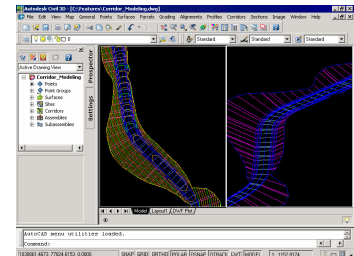 Autodesk Civil 3D - [C:\Features\Corridor_Modeling.dwg]
File Edit View Map General Points Surfaces Parcels Grading Alignments Profiles Corridors Sections Image Window Help
0 Standard Standard Standard
Active Drawing View
Corridor_Modeling
Points
Point Groups
Surfaces
Sites
Corridors
Assemblies
Subassemblies
Prospector
Settings
Model Layout1 DWF Plot
AutoCAD menu utilities loaded.
Command:
SNAP GRID ORTHO POLAR OSNAP OTRACK LWT MODEL